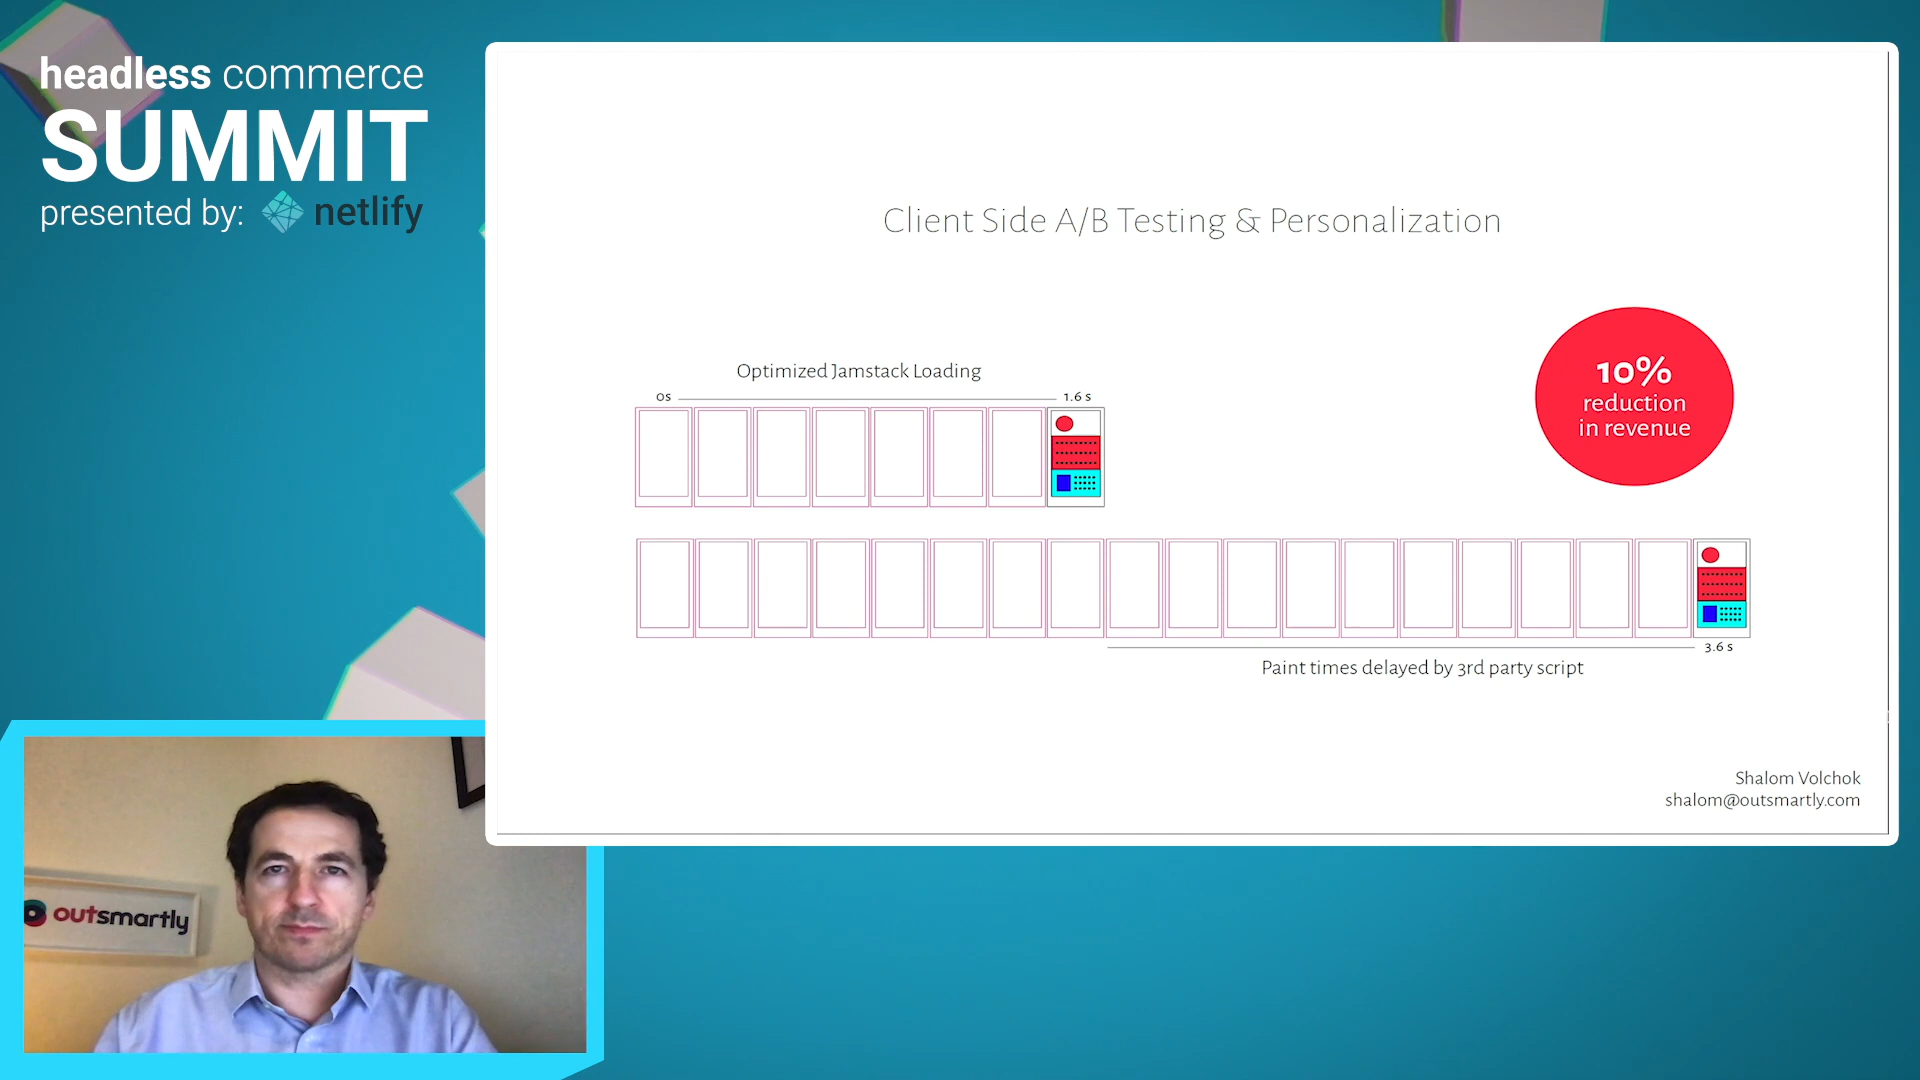 headless commerce
SUMMIT
presented by: netlify
Client Side A/B Testing & Personalization
Optimized Jamstack Loading
0s
1.6 s
10%
reduction
in revenue
3.6 s
Paint times delayed by 3rd party script
Shalom Volchok
shalom@outsmartly.com
outsmartly